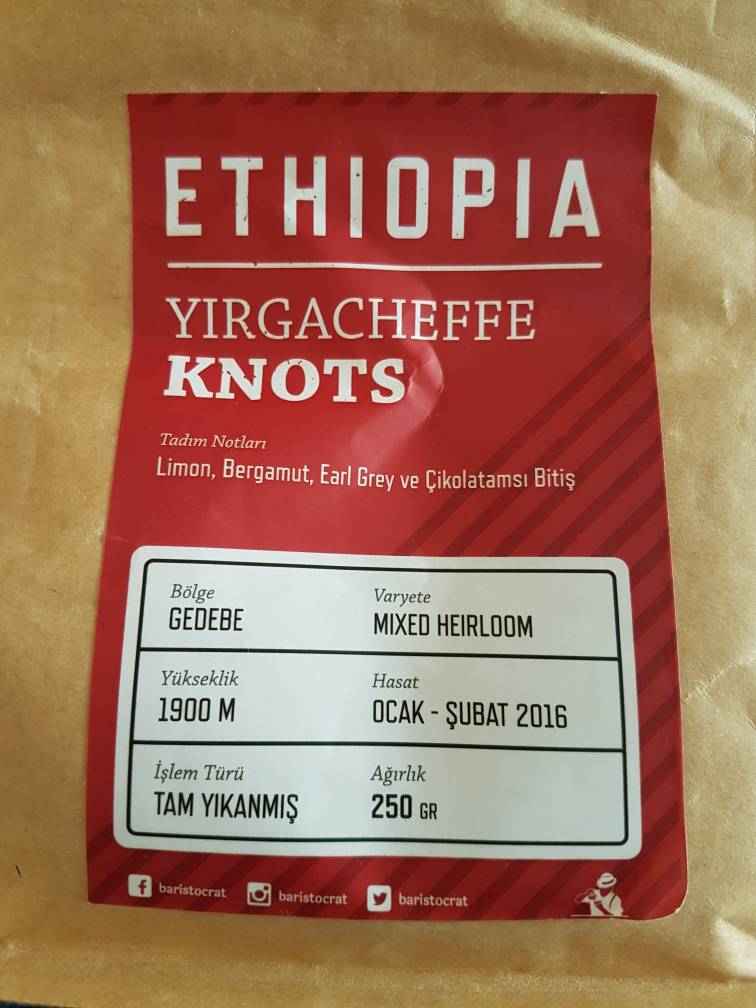 ETHIOPIA
YIRGACHEFFE
KNOTS
Tadım Notları
Limon, Bergamut, Earl Grey ve Çikolatamsı Bitiş
Bölge
GEDEBE
Varyete
MIXED HEIRLOOM
Yükseklik
1900 M
Hasat
OCAK - ŞUBAT 2016
İşlem Türü
TAM YIKANMIŞ
Ağırlık
250 GR
baristocrat baristocrat baristocrat